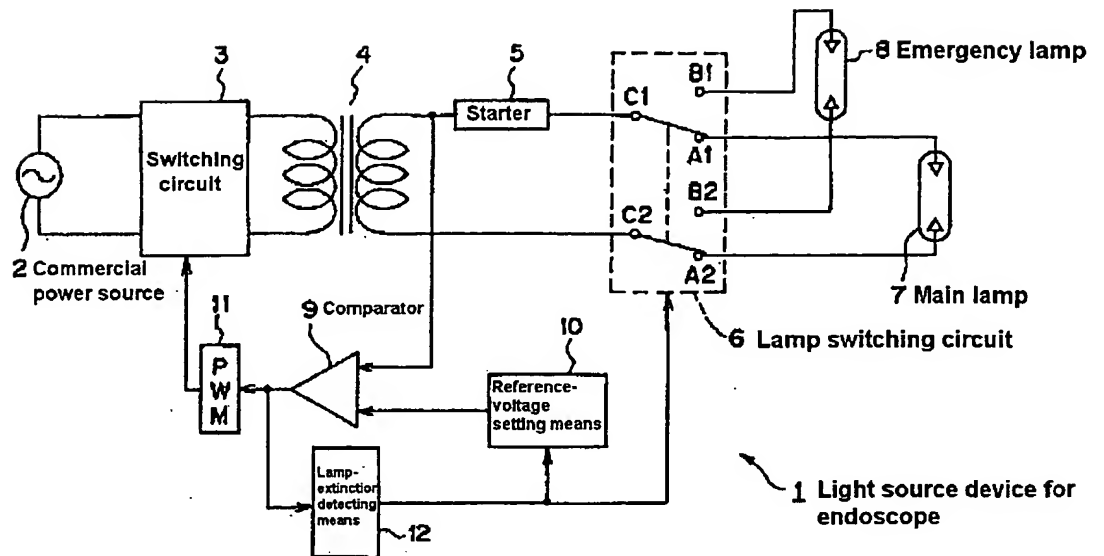 3
4
5
8 Emergency lamp
B1
C1
Starter
A1
Switching
circuit
B2
C2
A2
2 Commercial
power source
7 Main lamp
11
9 Comparator
10
6 Lamp switching circuit
P
W
M
Reference-
voltage
setting means
Lamp-
extinction
detecting
means
12
1 Light source device for
endoscope